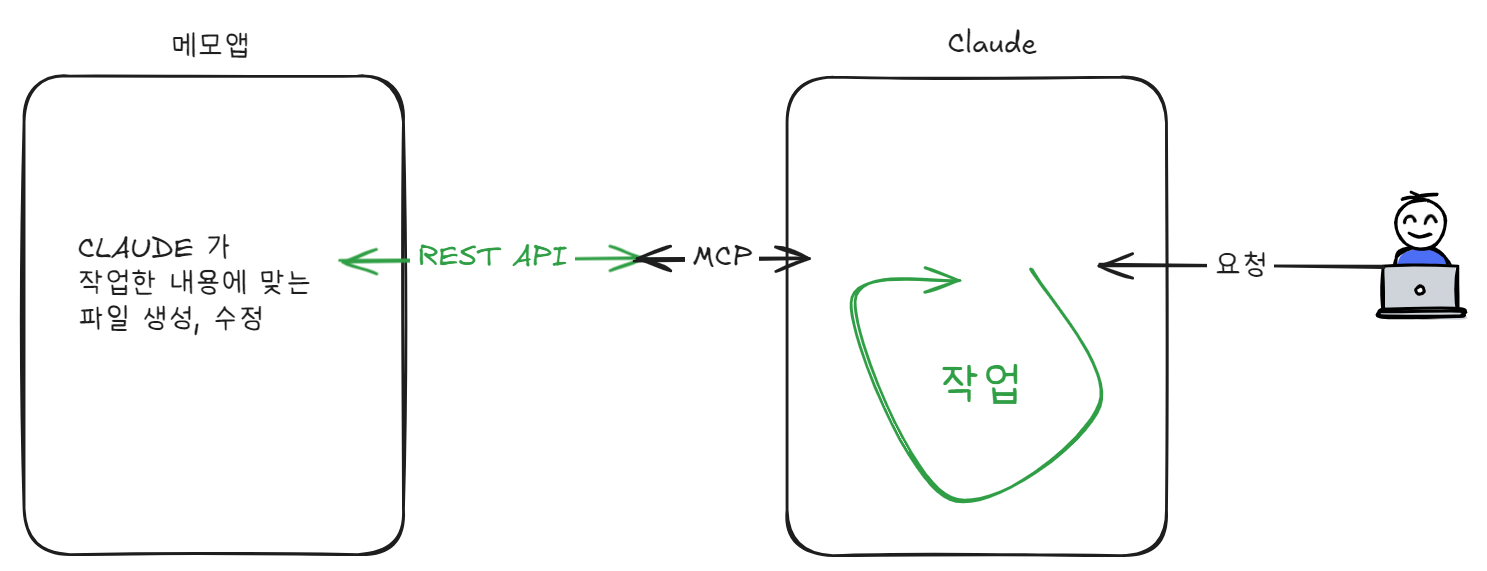 메모앱
Claude
CLAUDE 가
작업한 내용에 맞는
파일 생성, 수정
REST API
MCP
요청
작업